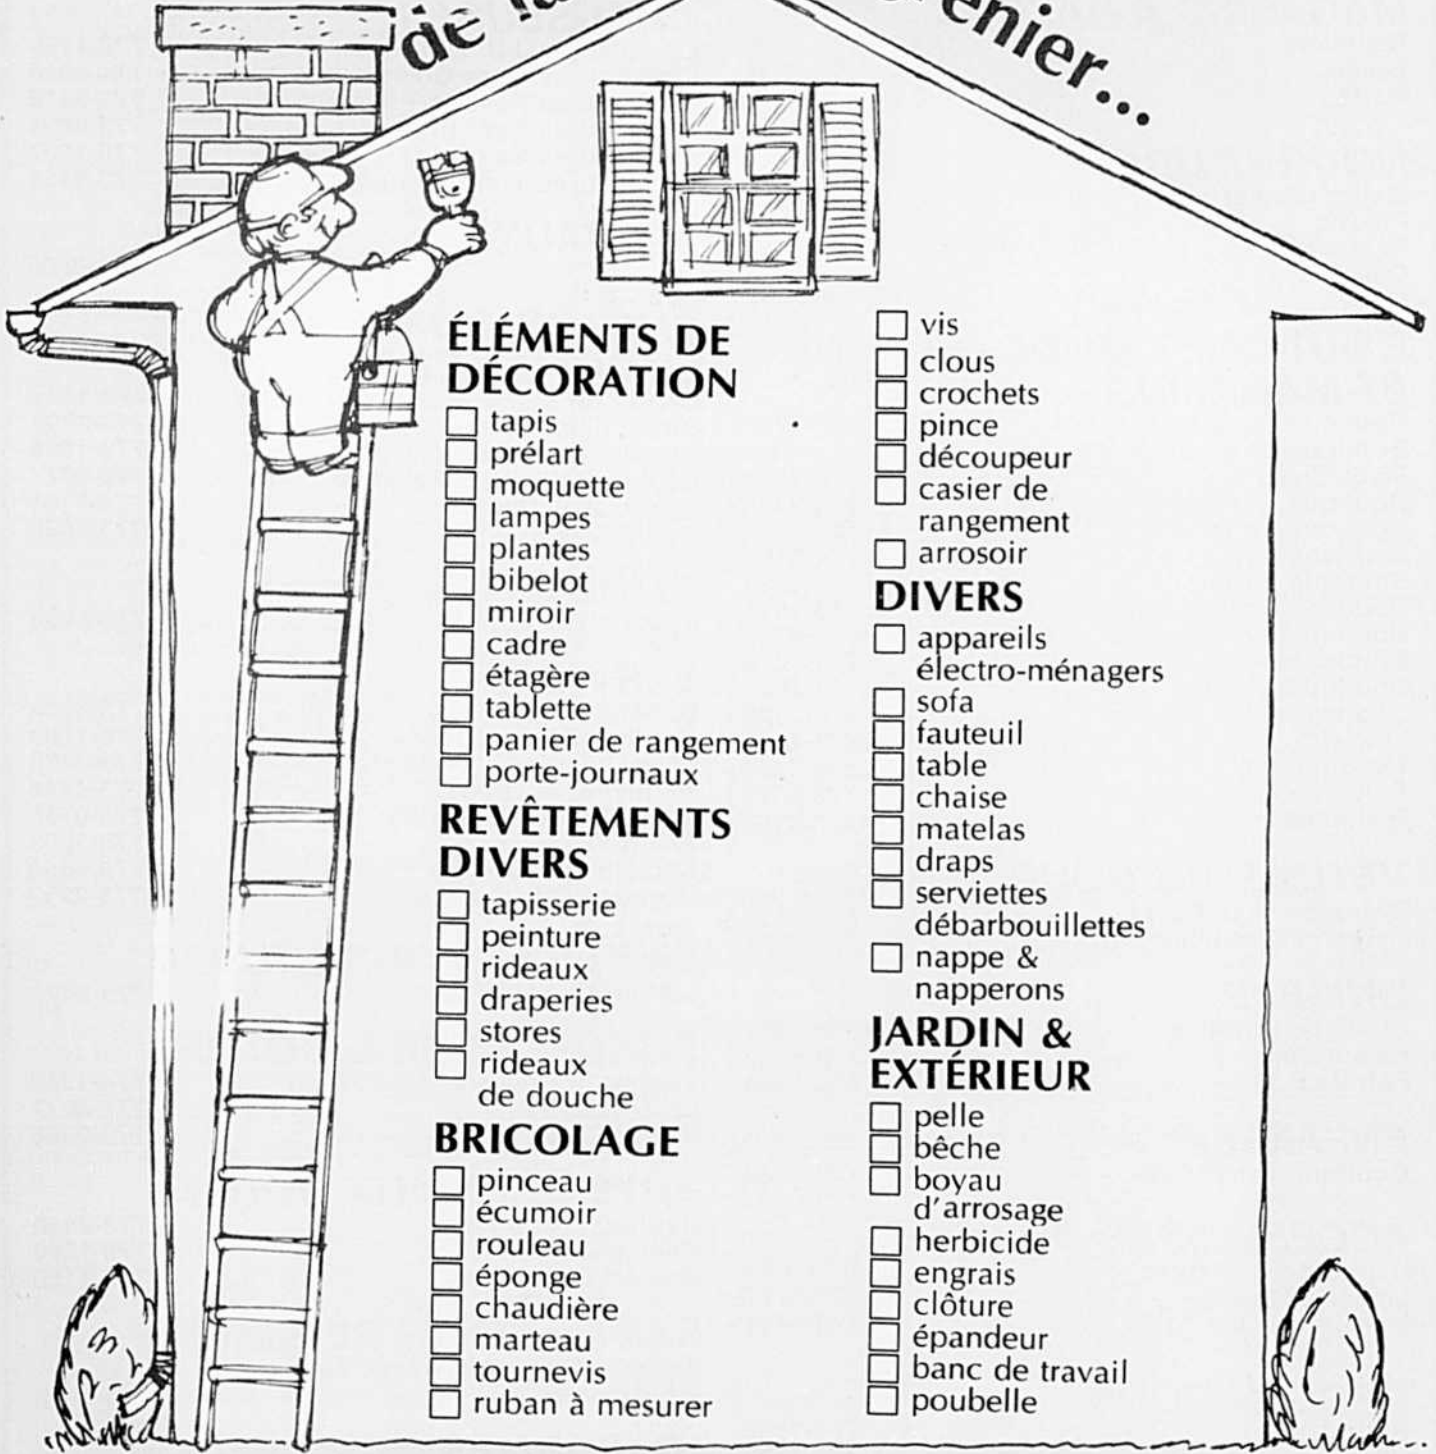 de
grenier...
ÉLÉMENTS DE
DÉCORATION
tapis
prélart
moquette
lampes
plantes
bibelot
miroir
cadre
étagère
tablette
panier de rangement
porte-journaux
REVÊTEMENTS
DIVERS
tapisserie
peinture
rideaux
draperies
stores
rideaux
de douche
BRICOLAGE
pinceau
écumoir
rouleau
éponge
chaudière
marteau
tournevis
ruban à mesurer
vis
clous
crochets
pince
découpeur
casier de
rangement
arrosoir
DIVERS
appareils
électro-ménagers
sofa
fauteuil
table
chaise
matelas
draps
serviettes
débarbouillettes
nappe &
napperons
JARDIN &
EXTÉRIEUR
pelle
bêche
boyau
d'arrosage
herbicide
engrais
clôture
épandeur
banc de travail
poubelle